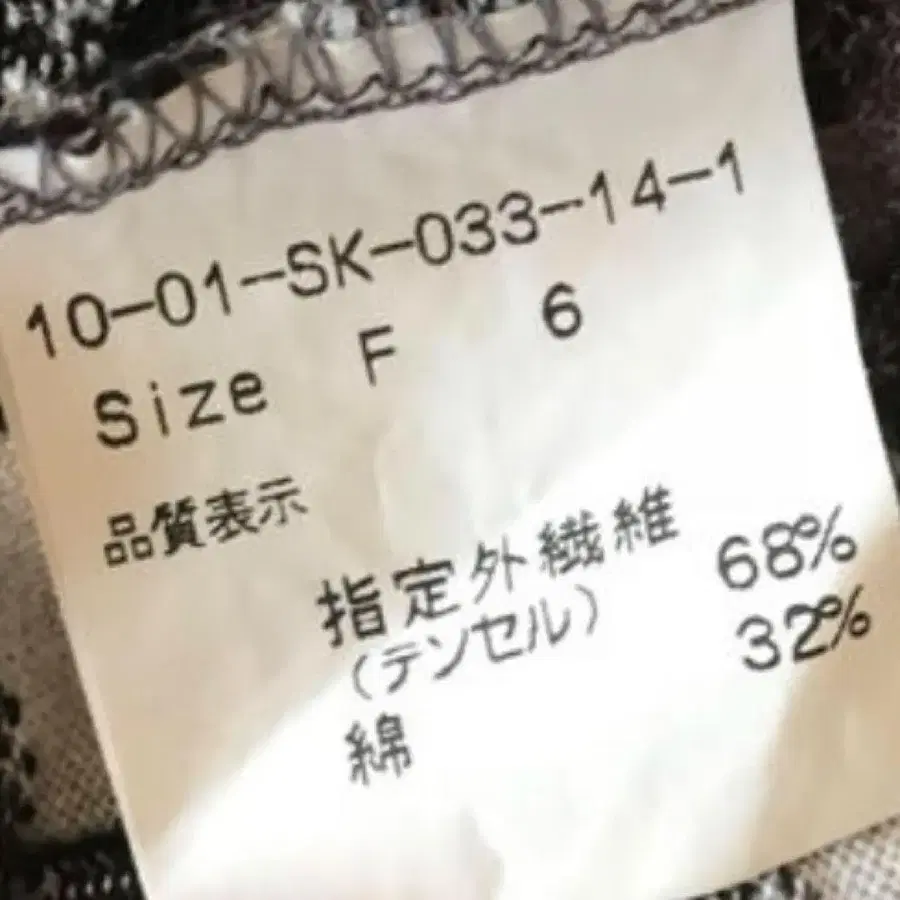 10-01-SK-033-14-1
Size F 6
品質表示
指定外繊維 68%
(テンセル)
綿 32%